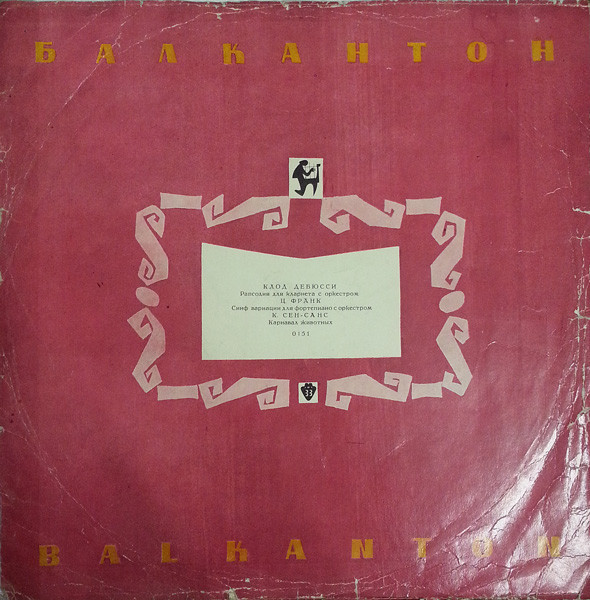 БАЛКАНТОН
КЛОД ДЕБЮССИ
Рапсодия для кларнета с оркестром
Ц. ФРАНК
Симф. вариации для фортепиано с оркестром
К. СЕН-САНС
Карнавал животных
0151
33
BALKANTON